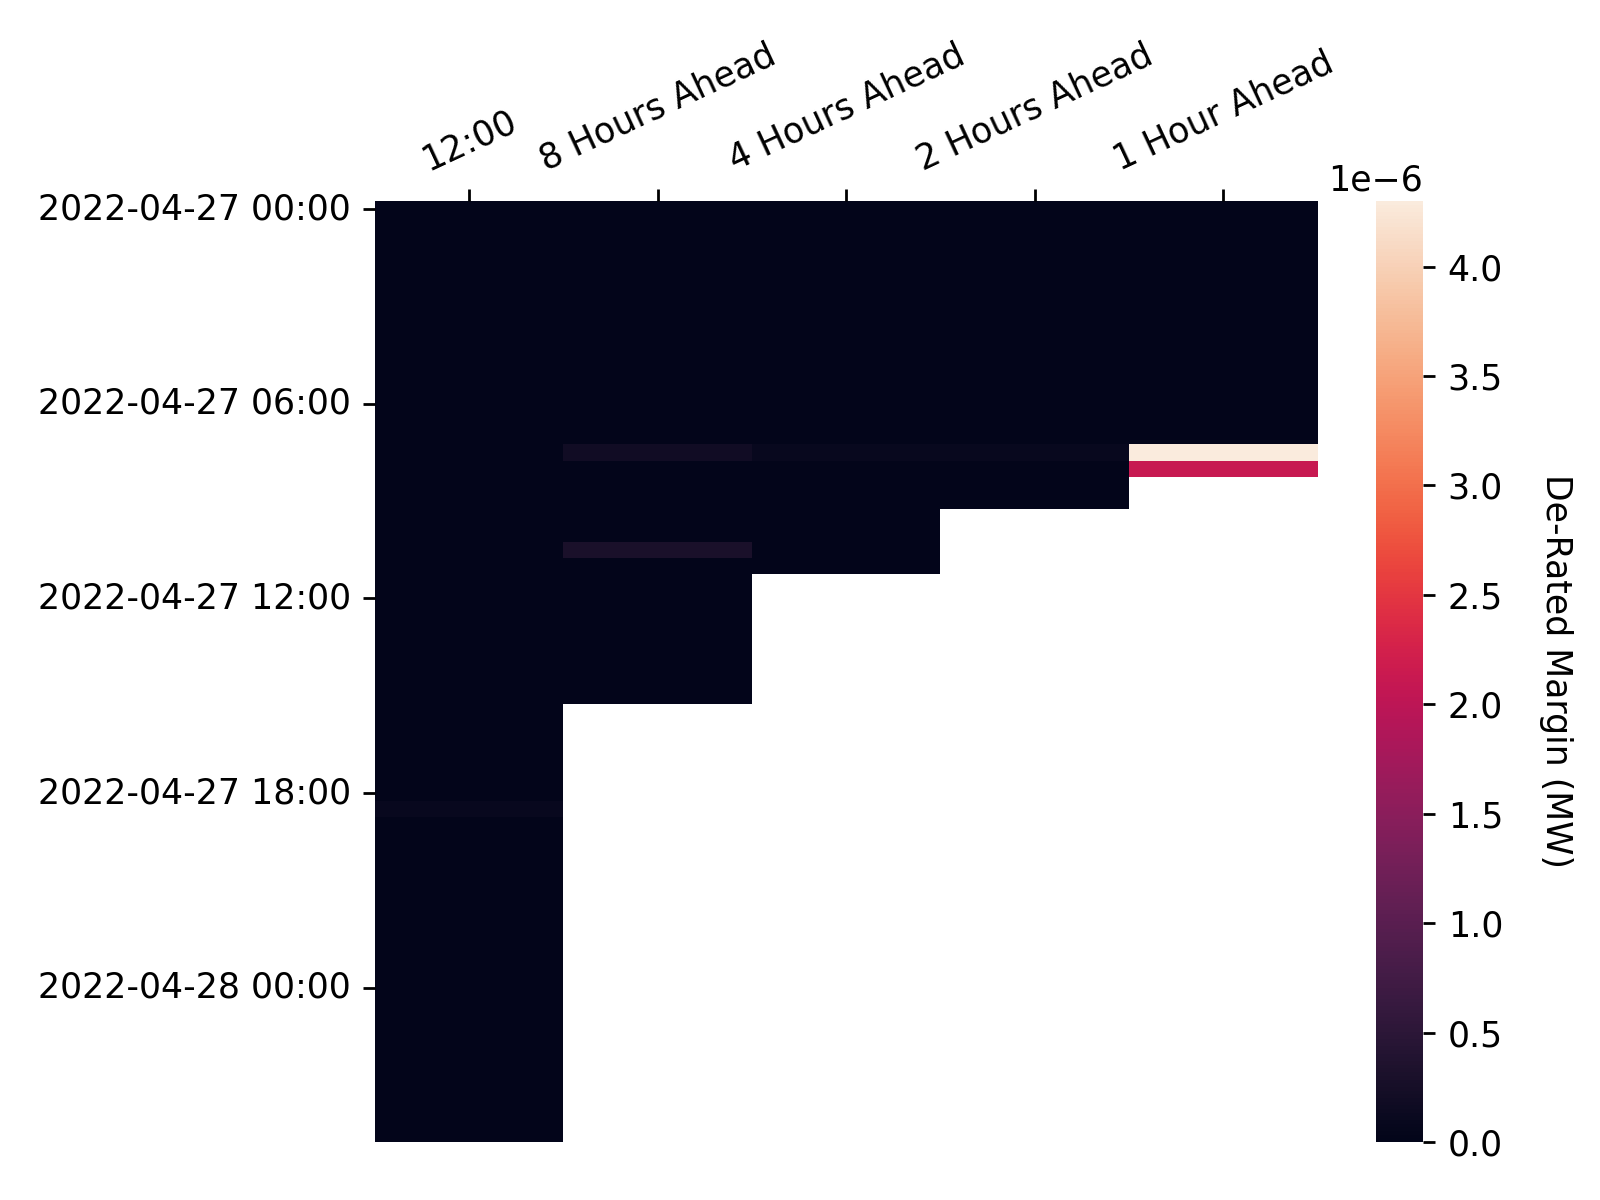 12:00
8 Hours Ahead
4 Hours Ahead
2 Hours Ahead
1 Hour Ahead
1e−6
2022-04-27 00:00
2022-04-27 06:00
2022-04-27 12:00
2022-04-27 18:00
2022-04-28 00:00
4.0
3.5
3.0
2.5
2.0
1.5
1.0
0.5
0.0
De-Rated Margin (MW)